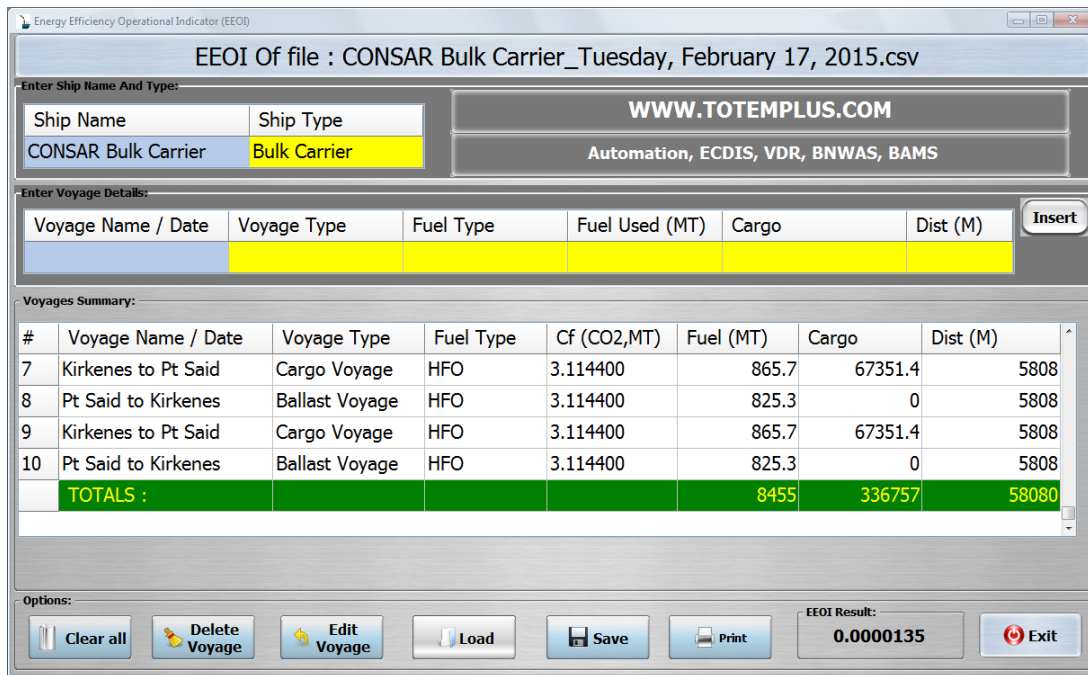 Energy Efficiency Operational Indicator (EEOI)
EEOI Of file : CONSAR Bulk Carrier_Tuesday, February 17, 2015.csv
Enter Ship Name And Type:
Ship Name Ship Type
CONSAR Bulk Carrier Bulk Carrier
WWW.TOTEMPLUS.COM
Automation, ECDIS, VDR, BNWAS, BAMS
Enter Voyage Details:
Voyage Name / Date Voyage Type Fuel Type Fuel Used (MT) Cargo Dist (M)
Insert
Voyages Summary:
# Voyage Name / Date Voyage Type Fuel Type Cf (CO2,MT) Fuel (MT) Cargo Dist (M)
7 Kirkenes to Pt Said Cargo Voyage HFO 3.114400 865.7 67351.4 5808
8 Pt Said to Kirkenes Ballast Voyage HFO 3.114400 825.3 0 5808
9 Kirkenes to Pt Said Cargo Voyage HFO 3.114400 865.7 67351.4 5808
10 Pt Said to Kirkenes Ballast Voyage HFO 3.114400 825.3 0 5808
TOTALS : 8455 336757 58080
Options:
Clear all
Delete
Voyage
Edit
Voyage
Load
Save
Print
EEOI Result:
0.0000135
Exit